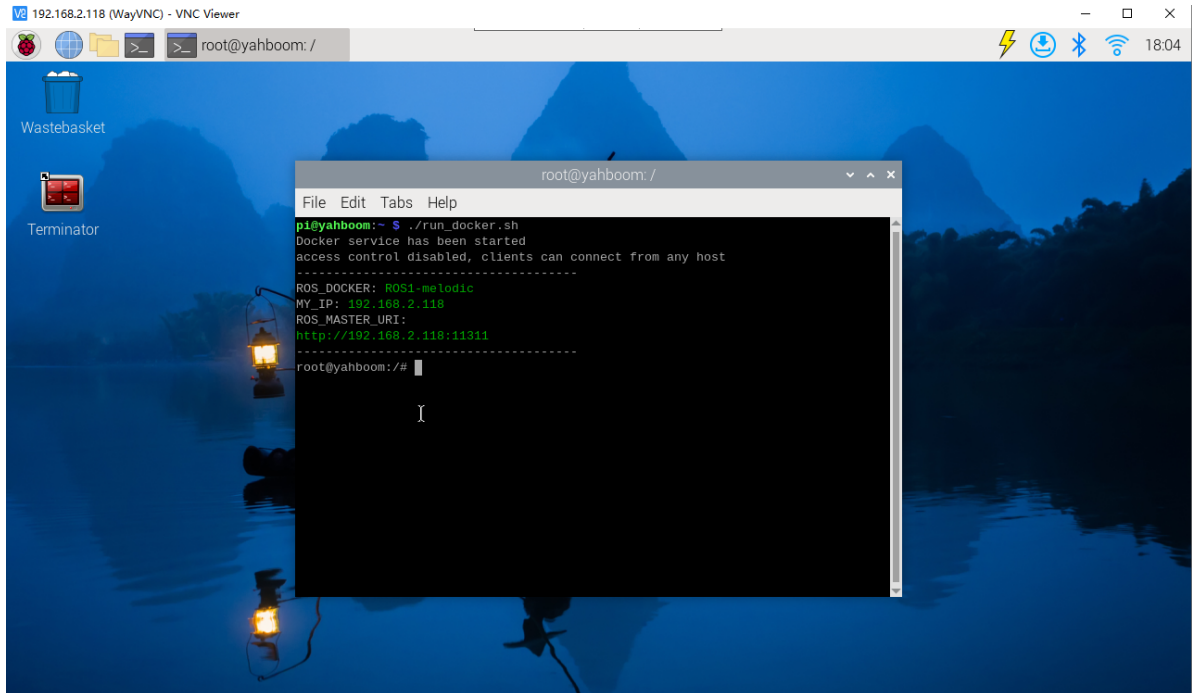 192.168.2.118 (WayVNC) - VNC Viewer
root@yahboom: /
18:04
Wastebasket
Terminator
root@yahboom: /
File Edit Tabs Help
pi@yahboom:~ $ ./run_docker.sh
Docker service has been started
access control disabled, clients can connect from any host
--------------------------------------
ROS_DOCKER: ROS1-melodic
MY_IP: 192.168.2.118
ROS_MASTER_URI:
http://192.168.2.118:11311
--------------------------------------
root@yahboom:/#